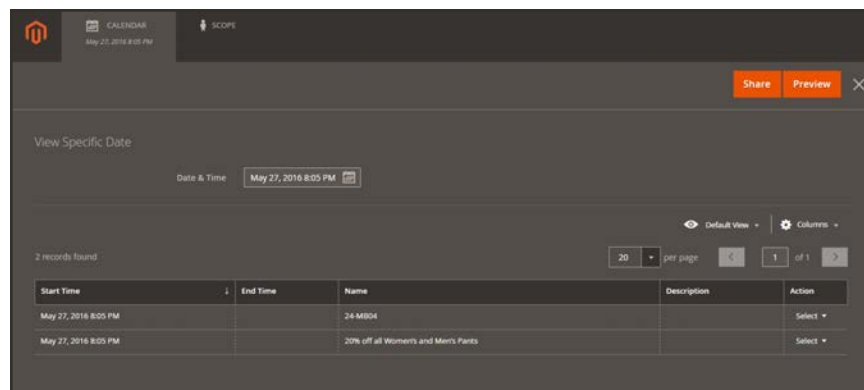 CALENDAR
May 27, 2016 8:05 PM
SCOPE
Share
Preview
View Specific Date
Date & Time
May 27, 2016 8:05 PM
Default View
Columns
2 records found
20
per page
1
of 1
Start Time End Time Name Description Action
May 27, 2016 8:05 PM 24-MB04 Select
May 27, 2016 8:05 PM 20% off all Women's and Men's Pants Select